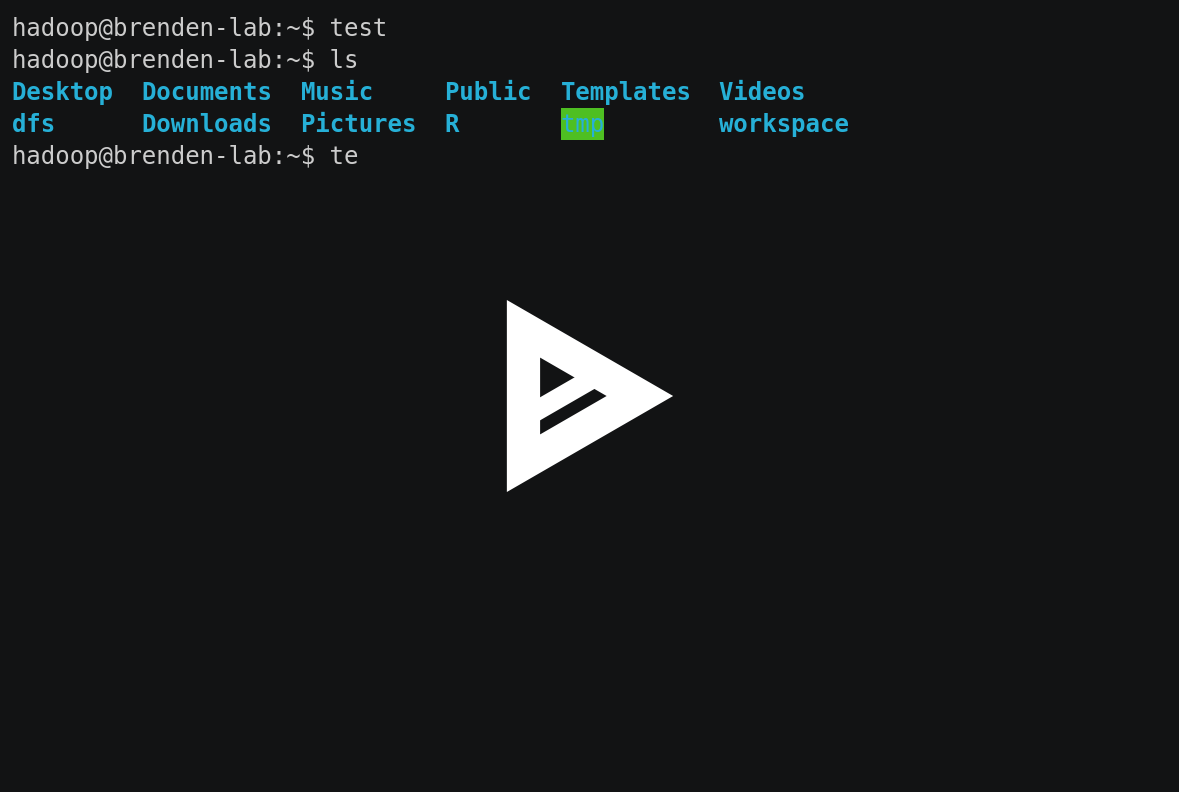 hadoop@brenden-lab:~$ test
hadoop@brenden-lab:~$ ls
Desktop  Documents  Music     Public  Templates  Videos
dfs      Downloads  Pictures  R       tmp        workspace
hadoop@brenden-lab:~$ te